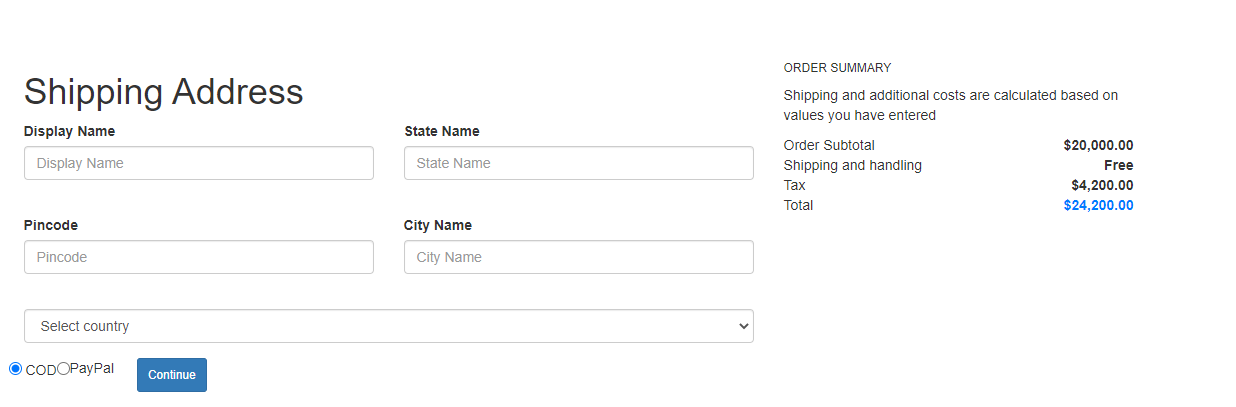 Shipping Address
Display Name
State Name
Display Name
State Name
Pincode
City Name
Pincode
City Name
Select country
COD PayPal
Continue
ORDER SUMMARY
Shipping and additional costs are calculated based on
values you have entered
Order Subtotal $20,000.00
Shipping and handling Free
Tax $4,200.00
Total $24,200.00